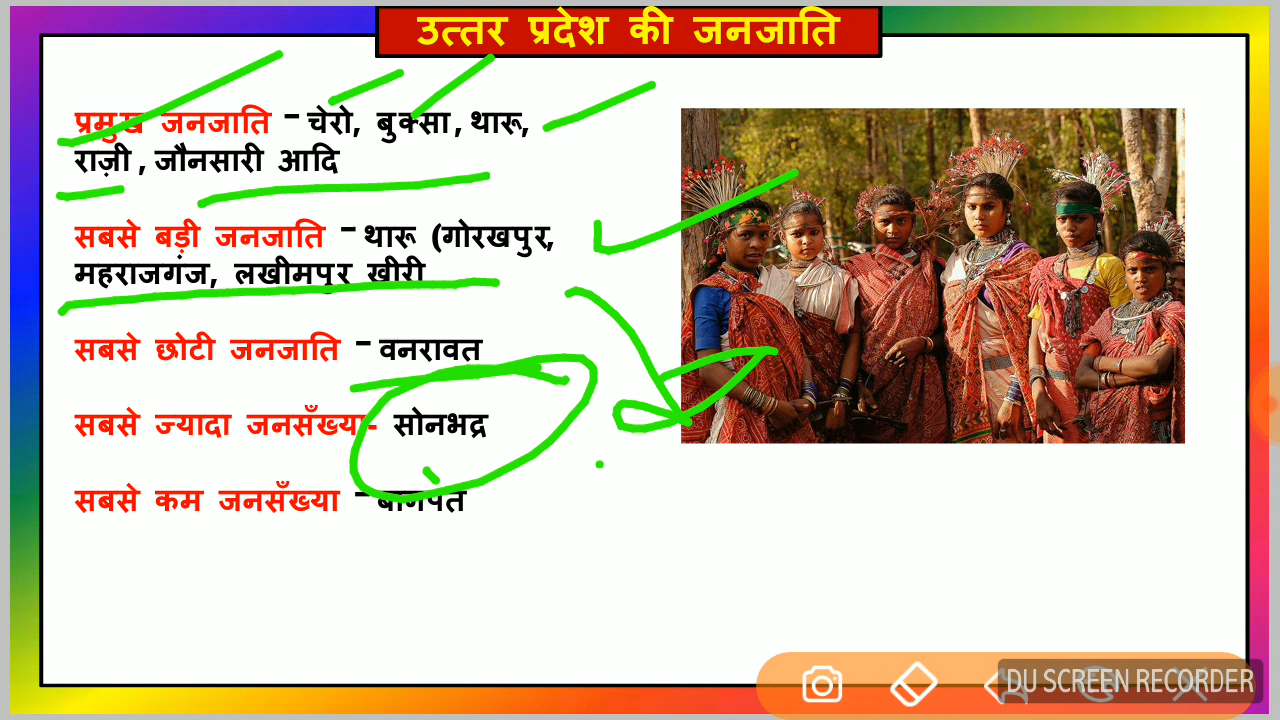 उत्तर प्रदेश की जनजाति
प्रमुख जनजाति - चेरो, बुक्सा, थारू,
राज़ी, जौनसारी आदि
सबसे बड़ी जनजाति - थारू (गोरखपुर,
महराजगंज, लखीमपुर खीरी
सबसे छोटी जनजाति - वनरावत
सबसे ज्यादा जनसँख्या- सोनभद्र
सबसे कम जनसँख्या - बागपत
DU SCREEN RECORDER